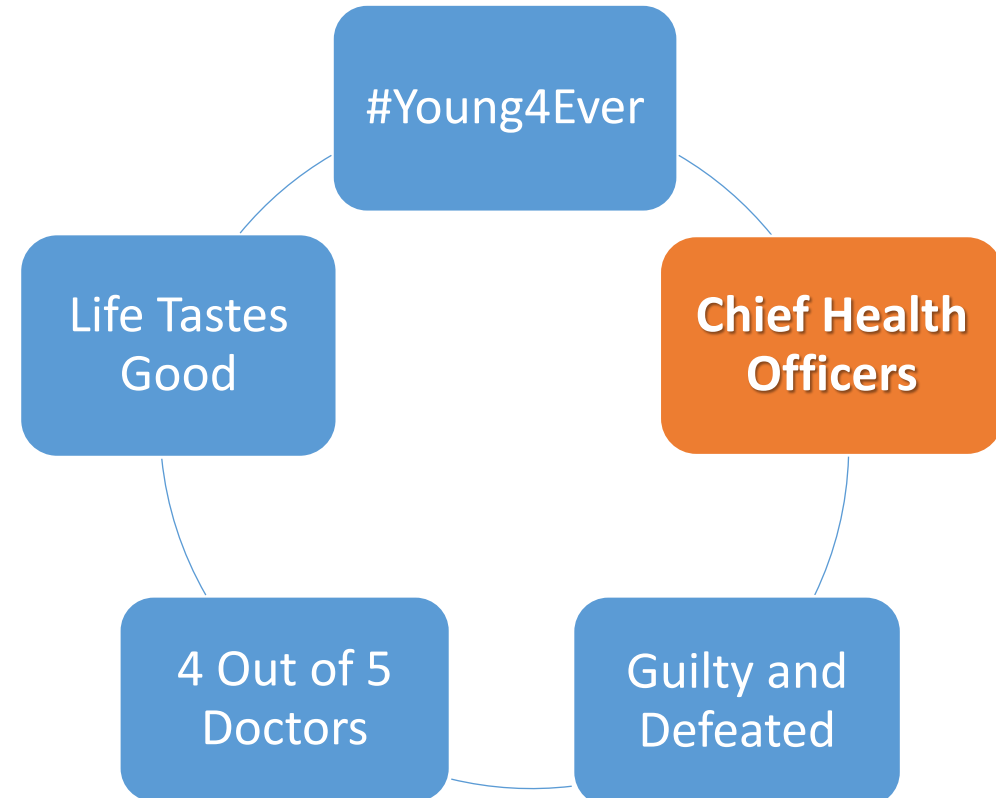 #Young4Ever
Life Tastes
Good
Chief Health
Officers
4 Out of 5
Doctors
Guilty and
Defeated